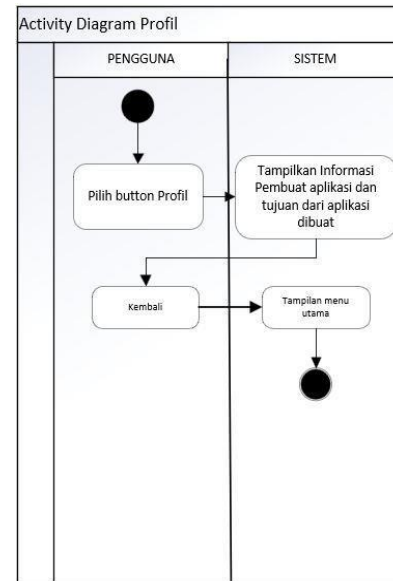 Activity Diagram Profil
PENGGUNA
SISTEM
Pilih button Profil
Tampilkan Informasi
Pembuat aplikasi dan
tujuan dari aplikasi
dibuat
Kembali
Tampilan menu
utama